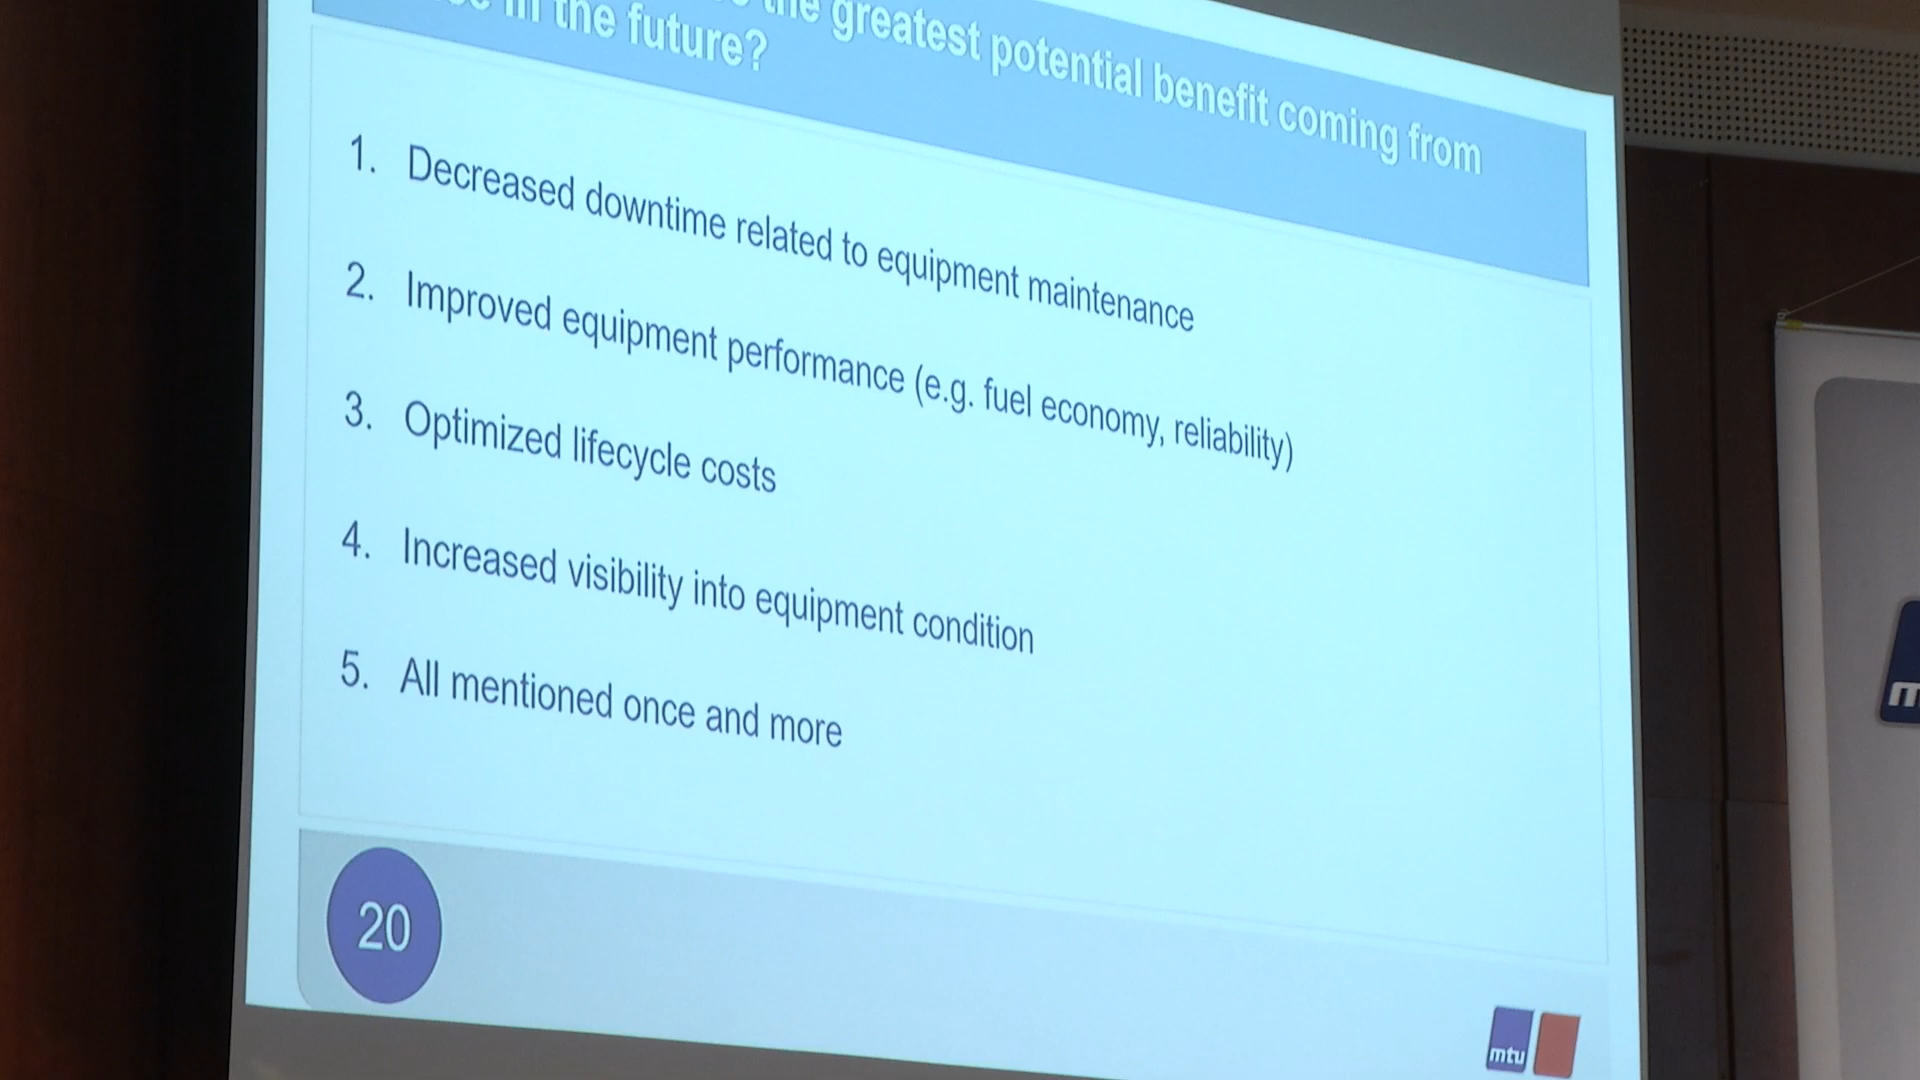 the greatest potential benefit coming from
in the future?
1. Decreased downtime related to equipment maintenance
2. Improved equipment performance (e.g. fuel economy, reliability)
3. Optimized lifecycle costs
4. Increased visibility into equipment condition
5. All mentioned once and more
20
mtu